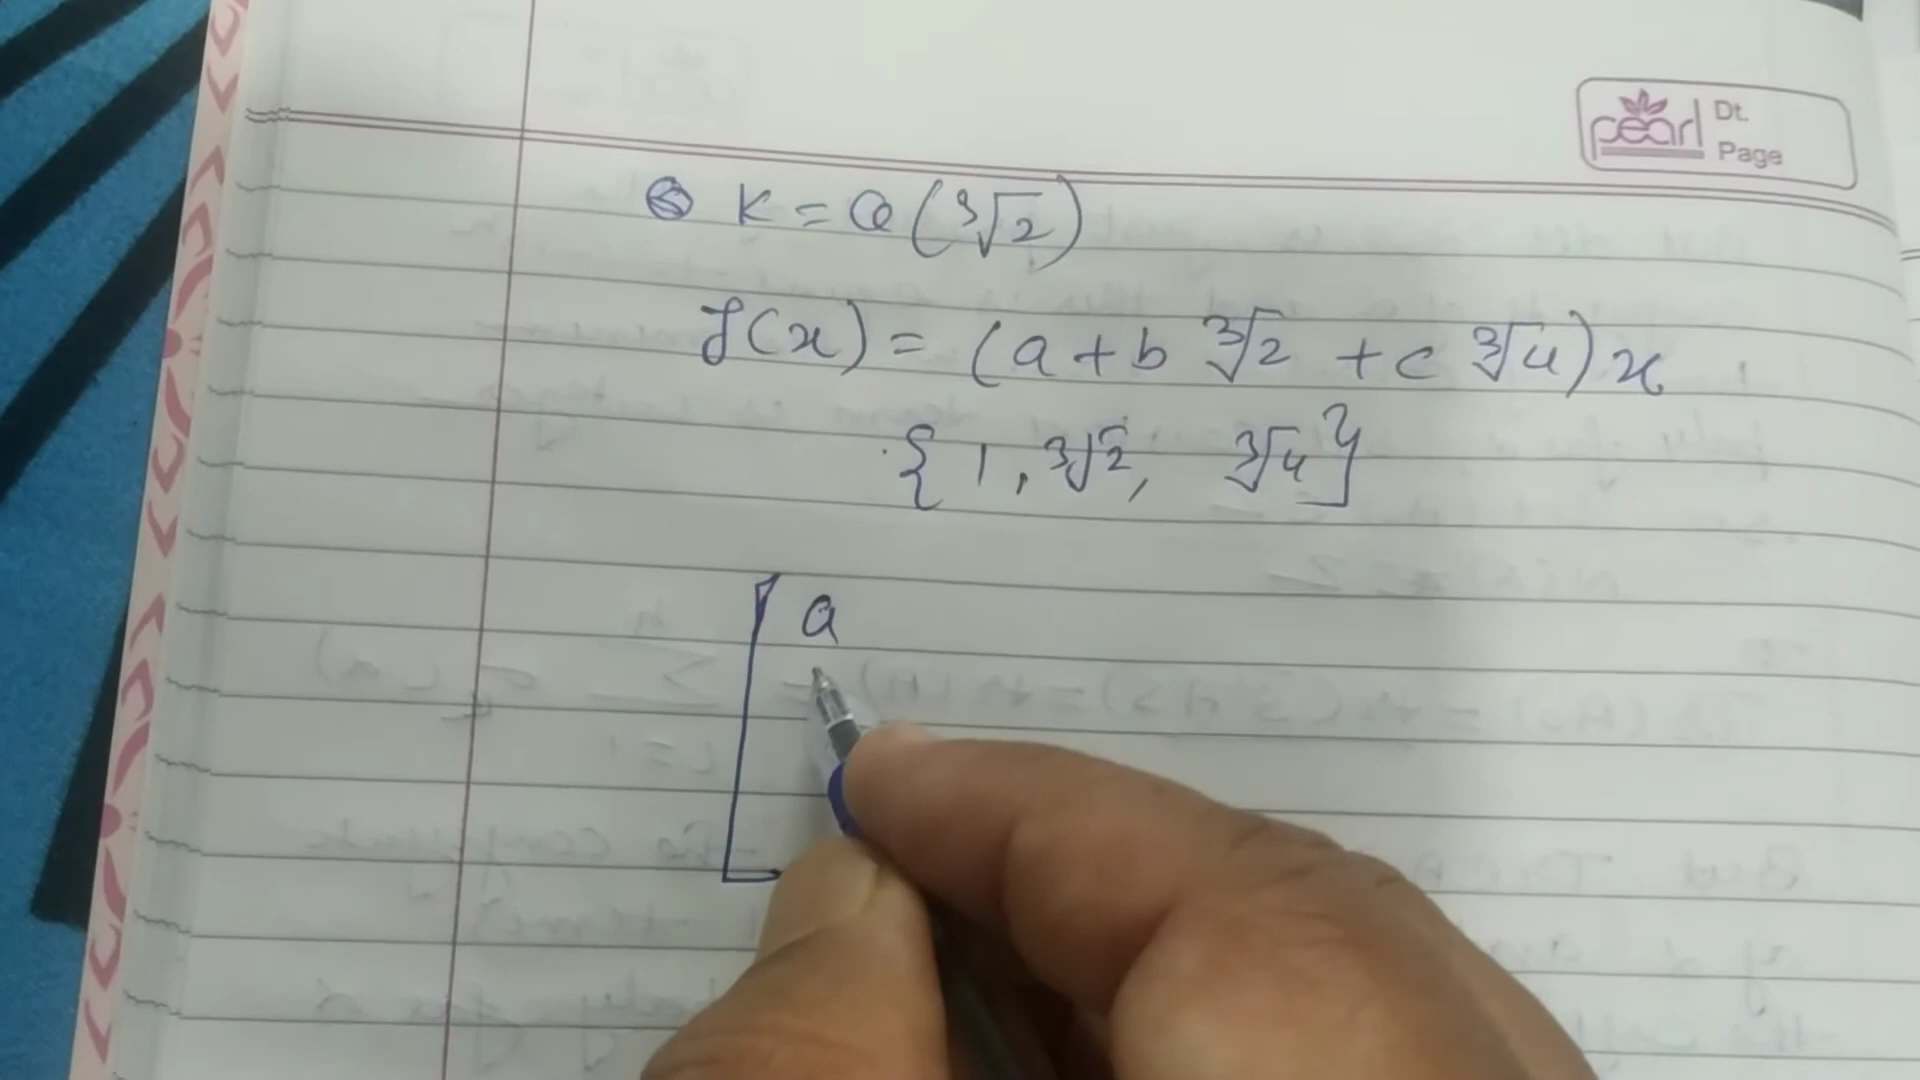 pearl Dt.
Page
K = Q(∛2)
f(x) = (a + b ∛2 + c ∛4) x
{ 1, ∛2, ∛4 }
[ a